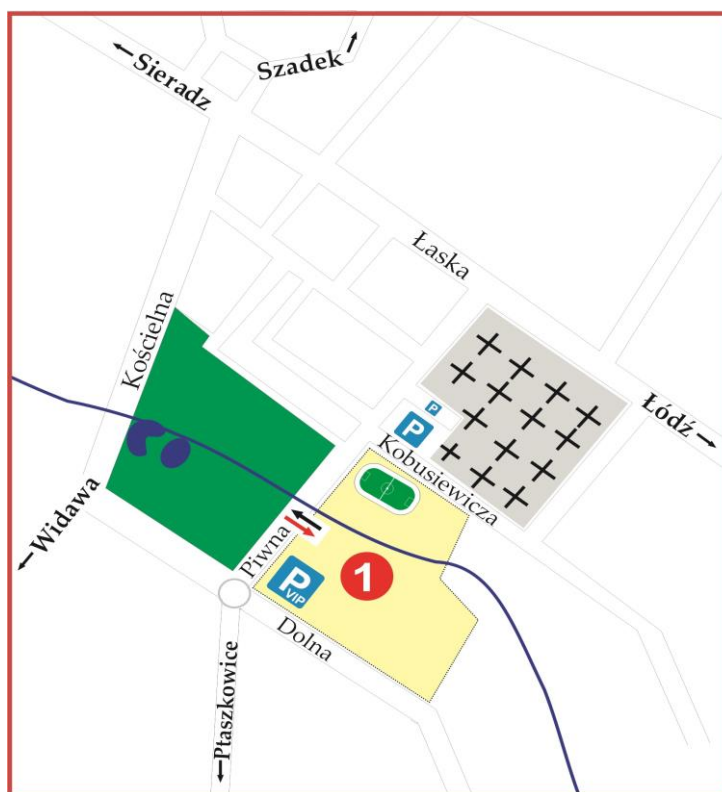 Szadek
Sieradz
Łaska
Kościelna
Łódź
P
P
Kobusiewicza
Widawa
Piwna
1
P
VIP
Dolna
Ptaszkowice